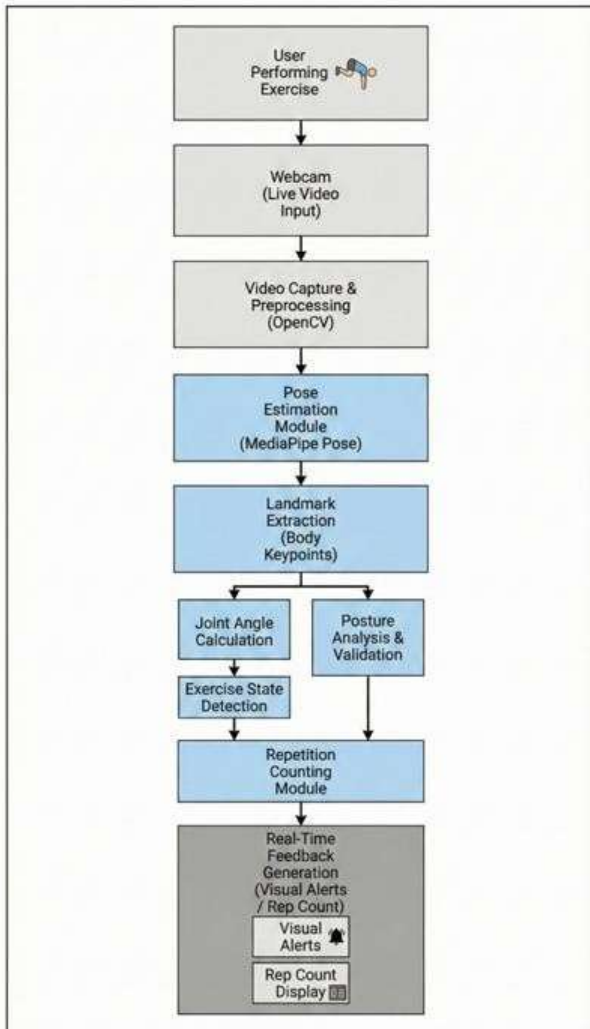 User
Performing
Exercise
Webcam
(Live Video
Input)
Video Capture &
Preprocessing
(OpenCV)
Pose
Estimation
Module
(MediaPipe Pose)
Landmark
Extraction
(Body
Keypoints)
Joint Angle
Calculation
Posture
Analysis &
Validation
Exercise State
Detection
Repetition
Counting
Module
Real-Time
Feedback
Generation
(Visual Alerts
/ Rep Count)
Visual
Alerts
Rep Count
Display